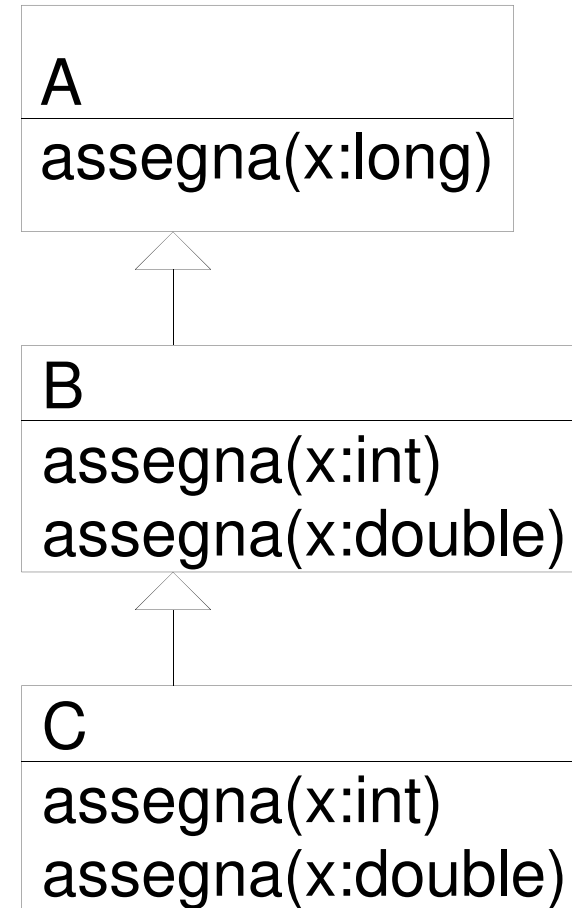 A
assegna(x:long)
B
assegna(x:int)
assegna(x:double)
C
assegna(x:int)
assegna(x:double)